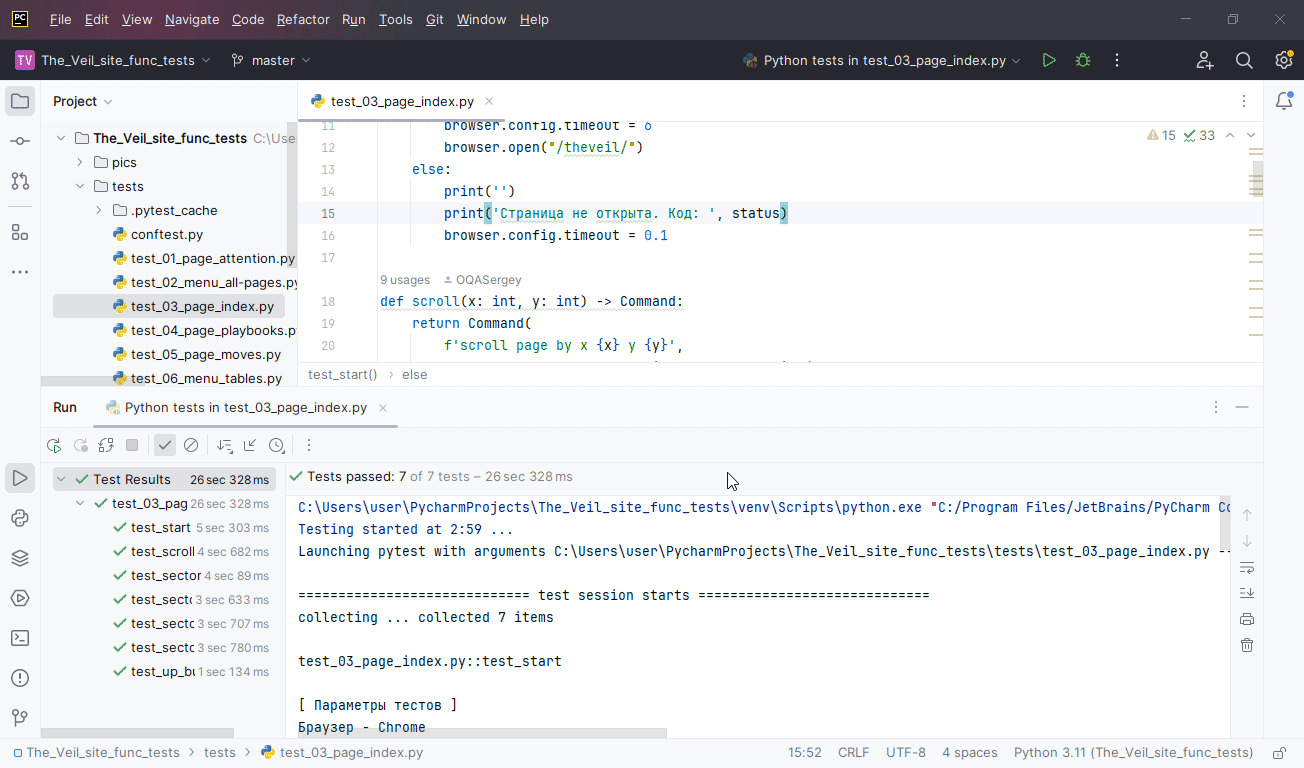 PC File Edit View Navigate Code Refactor Run Tools Git Window Help
TV The_Veil_site_func_tests master Python tests in test_03_page_index.py
Project
test_03_page_index.py
The_Veil_site_func_tests C:\Use
pics
tests
.pytest_cache
conftest.py
test_01_page_attention.py
test_02_menu_all-pages.py
test_03_page_index.py
test_04_page_playbooks.p
test_05_page_moves.py
test_06_menu_tables.py
15 33
11 browser.config.timeout = 6
12 browser.open("/theveil/")
13 else:
14 print('')
15 print('Страница не открыта. Код: ', status)
16 browser.config.timeout = 0.1
17
9 usages OQASergey
18 def scroll(x: int, y: int) -> Command:
19 return Command(
20 f'scroll page by x {x} y {y}',
test_start() › else
Run Python tests in test_03_page_index.py
Test Results 26 sec 328 ms
test_03_pag 26 sec 328 ms
test_start 5 sec 303 ms
test_scroll 4 sec 682 ms
test_sector 4 sec 89 ms
test_secto 3 sec 633 ms
test_secto 3 sec 707 ms
test_secto 3 sec 780 ms
test_up_bu 1 sec 134 ms
Tests passed: 7 of 7 tests – 26 sec 328 ms
C:\Users\user\PycharmProjects\The_Veil_site_func_tests\venv\Scripts\python.exe "C:/Program Files/JetBrains/PyCharm Co
Testing started at 2:59 ...
Launching pytest with arguments C:\Users\user\PycharmProjects\The_Veil_site_func_tests\tests\test_03_page_index.py --
============================= test session starts =============================
collecting ... collected 7 items
test_03_page_index.py::test_start
[ Параметры тестов ]
Браузер - Chrome
The_Veil_site_func_tests › tests › test_03_page_index.py 15:52 CRLF UTF-8 4 spaces Python 3.11 (The_Veil_site_func_tests)